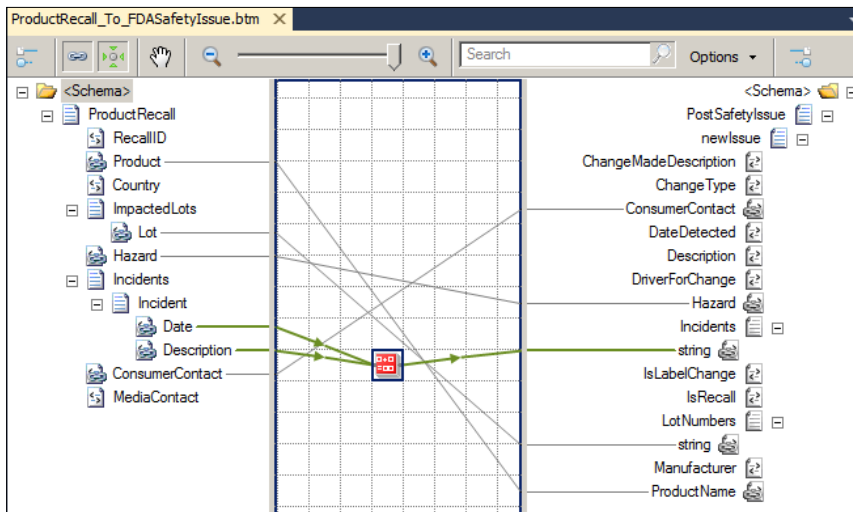 ProductRecall_To_FDASafetyIssue.btm
Search
Options
<Schema>
ProductRecall
RecallID
Product
Country
ImpactedLots
Lot
Hazard
Incidents
Incident
Date
Description
ConsumerContact
MediaContact
<Schema>
PostSafetyIssue
newIssue
ChangeMadeDescription
ChangeType
ConsumerContact
DateDetected
Description
DriverForChange
Hazard
Incidents
string
IsLabelChange
IsRecall
LotNumbers
string
Manufacturer
ProductName